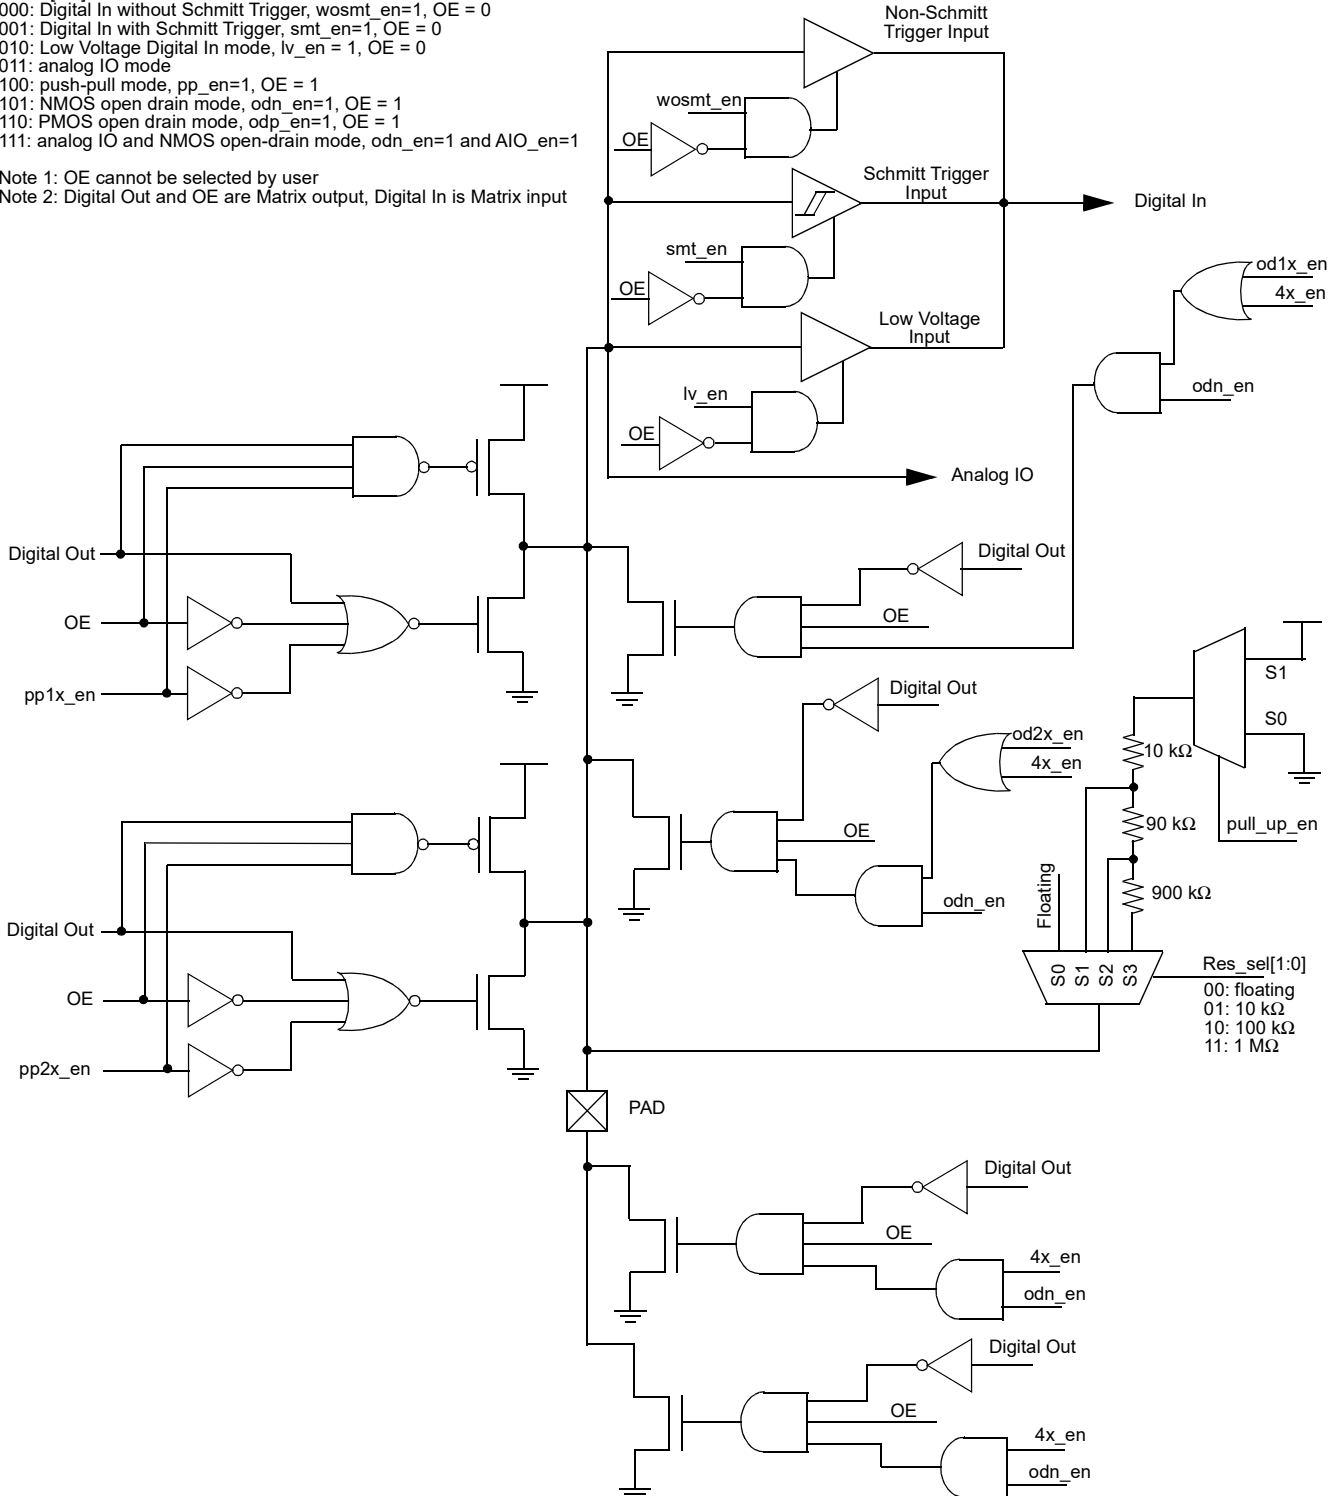 000: Digital In without Schmitt Trigger, wosmt_en=1, OE = 0
001: Digital In with Schmitt Trigger, smt_en=1, OE = 0
010: Low Voltage Digital In mode, lv_en = 1, OE = 0
011: analog IO mode
100: push-pull mode, pp_en=1, OE = 1
101: NMOS open drain mode, odn_en=1, OE = 1
110: PMOS open drain mode, odp_en=1, OE = 1
111: analog IO and NMOS open-drain mode, odn_en=1 and AIO_en=1
Note 1: OE cannot be selected by user
Note 2: Digital Out and OE are Matrix output, Digital In is Matrix input
Non-Schmitt
Trigger Input
wosmt_en
OE
Schmitt Trigger
Input
Digital In
smt_en
OE
od1x_en
4x_en
Low Voltage
Input
odn_en
lv_en
OE
Analog IO
Digital Out
OE
pp1x_en
Digital Out
OE
S1
S0
pull_up_en
10 kΩ
90 kΩ
900 kΩ
Digital Out
od2x_en
4x_en
OE
odn_en
Floating
S0
S1
S2
S3
Res_sel[1:0]
00: floating
01: 10 kΩ
10: 100 kΩ
11: 1 MΩ
Digital Out
OE
pp2x_en
PAD
Digital Out
OE
4x_en
odn_en
Digital Out
OE
4x_en
odn_en